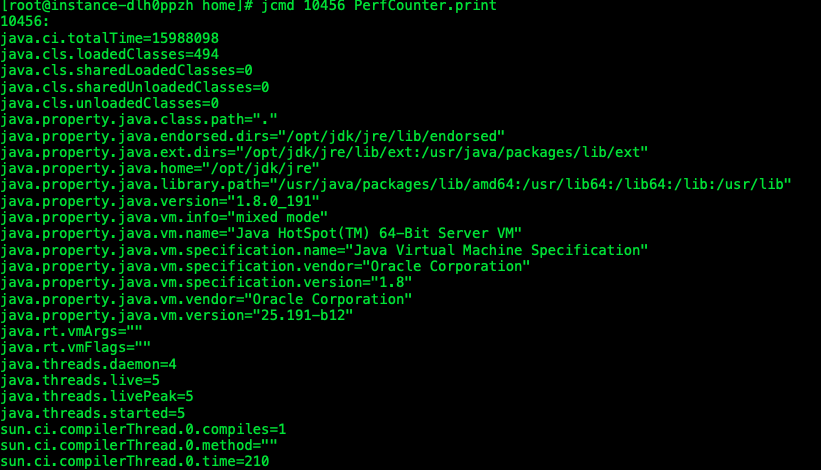 [root@instance-dlh0ppzh home]# jcmd 10456 PerfCounter.print
10456:
java.ci.totalTime=15988098
java.cls.loadedClasses=494
java.cls.sharedLoadedClasses=0
java.cls.sharedUnloadedClasses=0
java.cls.unloadedClasses=0
java.property.java.class.path="."
java.property.java.endorsed.dirs="/opt/jdk/jre/lib/endorsed"
java.property.java.ext.dirs="/opt/jdk/jre/lib/ext:/usr/java/packages/lib/ext"
java.property.java.home="/opt/jdk/jre"
java.property.java.library.path="/usr/java/packages/lib/amd64:/usr/lib64:/lib64:/lib:/usr/lib"
java.property.java.version="1.8.0_191"
java.property.java.vm.info="mixed mode"
java.property.java.vm.name="Java HotSpot(TM) 64-Bit Server VM"
java.property.java.vm.specification.name="Java Virtual Machine Specification"
java.property.java.vm.specification.vendor="Oracle Corporation"
java.property.java.vm.specification.version="1.8"
java.property.java.vm.vendor="Oracle Corporation"
java.property.java.vm.version="25.191-b12"
java.rt.vmArgs=""
java.rt.vmFlags=""
java.threads.daemon=4
java.threads.live=5
java.threads.livePeak=5
java.threads.started=5
sun.ci.compilerThread.0.compiles=1
sun.ci.compilerThread.0.method=""
sun.ci.compilerThread.0.time=210